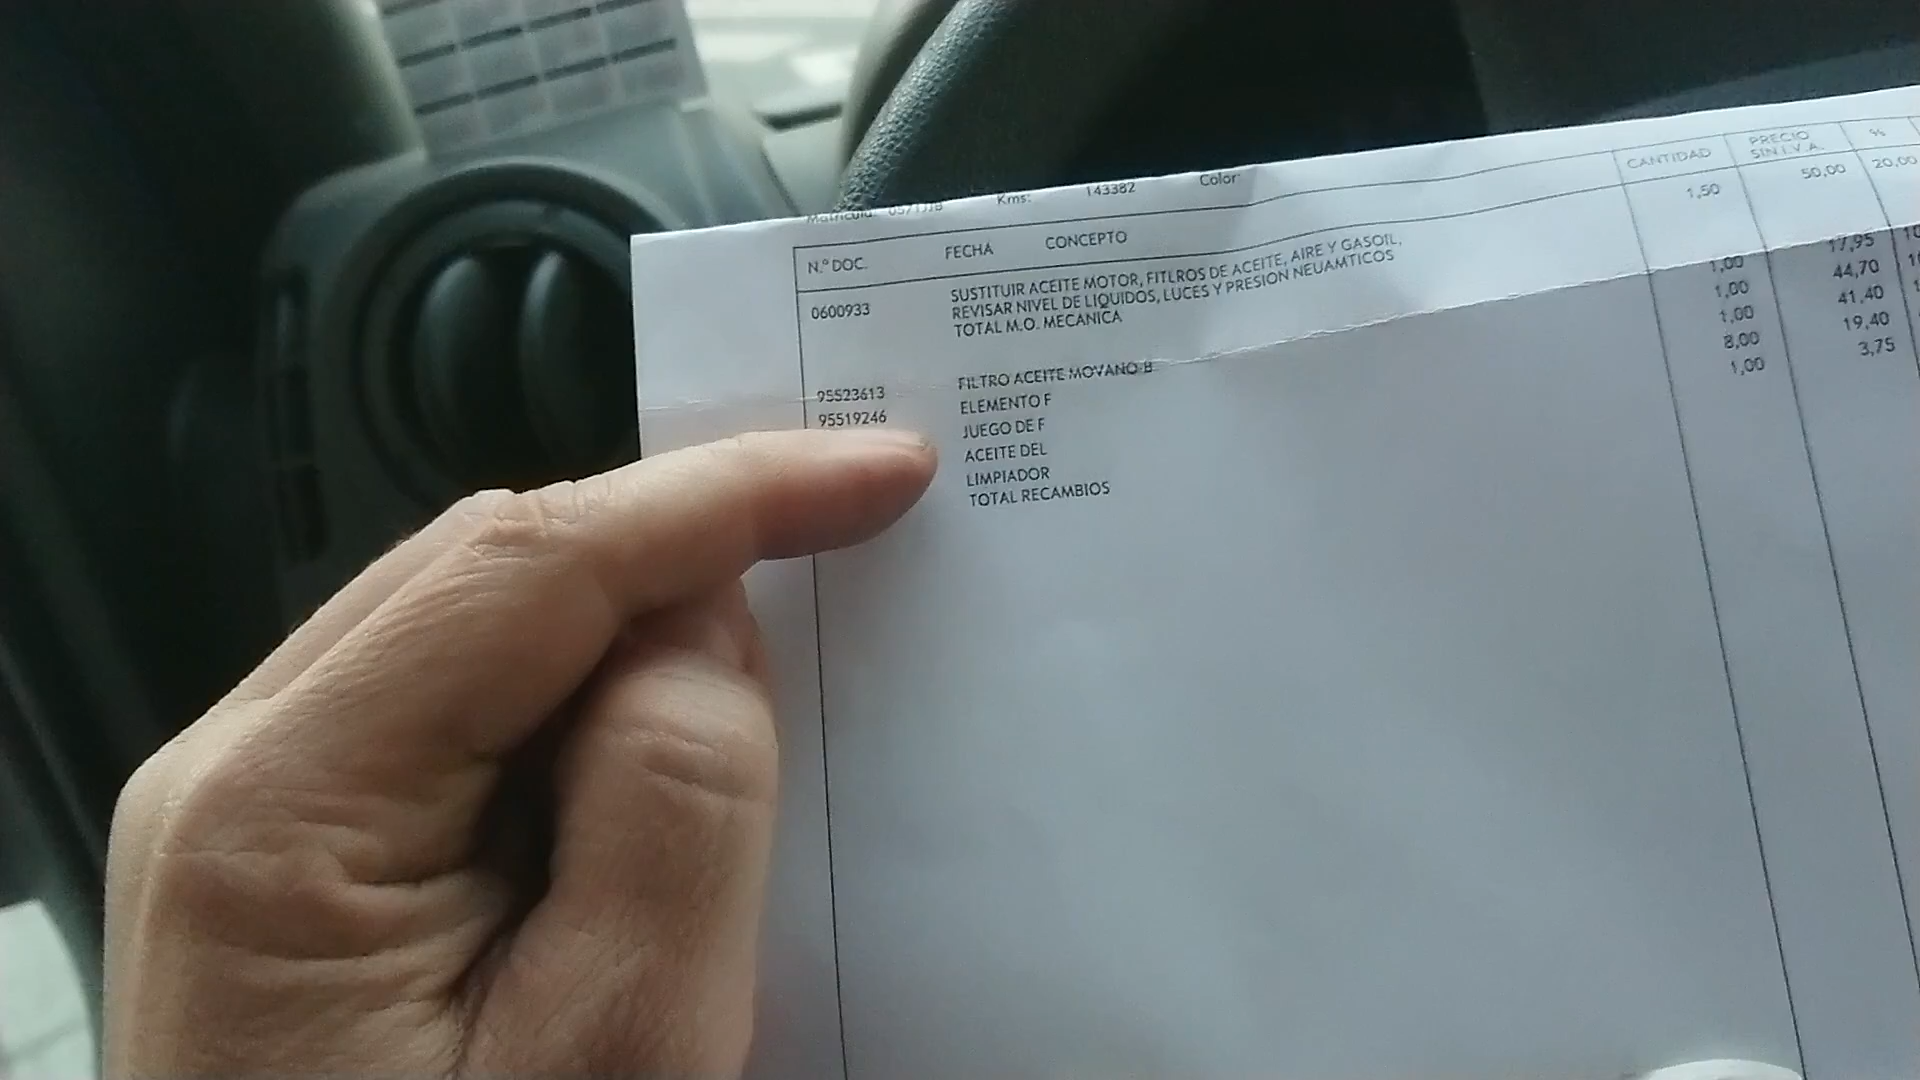 Matrícula: Kms: 143382 Color:
N.º DOC. FECHA CONCEPTO CANTIDAD PRECIO SIN I.V.A. %
0600933 SUSTITUIR ACEITE MOTOR, FITLROS DE ACEITE, AIRE Y GASOIL, 1,50 50,00 20,00
REVISAR NIVEL DE LIQUIDOS, LUCES Y PRESION NEUAMTICOS
TOTAL M.O. MECANICA
95523613 FILTRO ACEITE MOVANO B 1,00 17,95
95519246 ELEMENTO F 1,00 44,70
JUEGO DE F 1,00 41,40
ACEITE DEL 8,00 19,40
LIMPIADOR 1,00 3,75
TOTAL RECAMBIOS